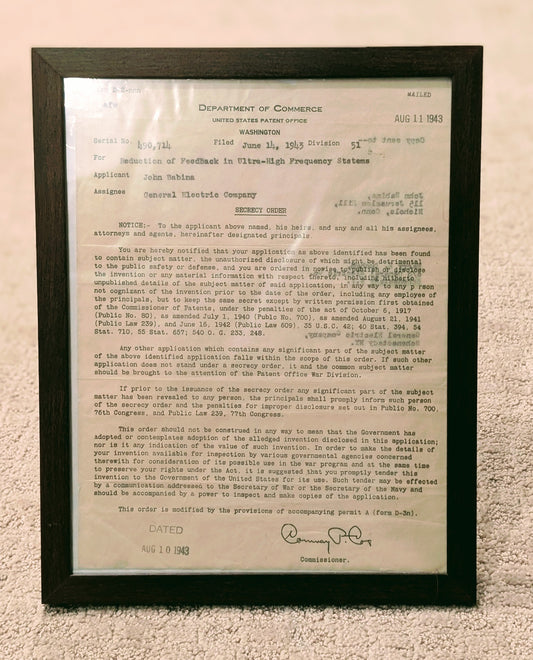 MAILED
AUG 11 1943
DEPARTMENT OF COMMERCE
UNITED STATES PATENT OFFICE
WASHINGTON
Copy sent to-
Serial No. 490,714 Filed June 14, 1943 Division 51
For Reduction of Feedback in Ultra-High Frequency Statems
Applicant John Babina
Assignee General Electric Company
John Babina,
115 Jerusalem Hill,
Nichols, Conn.
SECRECY ORDER
NOTICE:- To the applicant above named, his heirs, and any and all his assignees,
attorneys and agents, hereinafter designated principals.
You are hereby notified that your application as above identified has been found
to contain subject matter, the unauthorized disclosure of which might be detrimental
to the public safety or defense, and you are ordered in nowise to publish or disclose
the invention or any material information with respect thereto, including hitherto
unpublished details of the subject matter of said application, in any way to any person
not cognizant of the invention prior to the date of the order, including any employee of
the principals, but to keep the same secret except by written permission first obtained
of the Commissioner of Patents, under the penalties of the act of October 6, 1917
(Public No. 80), as amended July 1, 1940 (Public No. 700), as amended August 21, 1941
(Public Law 239), and June 16, 1942 (Public Law 609), 35 U.S.C. 42; 40 Stat. 394, 54
Stat. 710, 55 Stat. 657; 540 O. G. 233, 248.
General Electric Company,
Schenectady NY.
Any other application which contains any significant part of the subject matter
of the above identified application falls within the scope of this order. If such other
application does not stand under a secrecy order, it and the common subject matter
should be brought to the attention of the Patent Office War Division.
If prior to the issuance of the secrecy order any significant part of the subject
matter has been revealed to any person, the principals shall promptly inform such person
of the secrecy order and the penalties for improper disclosure set out in Public No. 700,
76th Congress, and Public Law 239, 77th Congress.
This order should not be construed in any way to mean that the Government has
adopted or contemplates adoption of the alleged invention disclosed in this application;
nor is it any indication of the value of such invention. In order to make the details of
your invention available for inspection by various governmental agencies concerned
therewith for consideration of its possible use in the war program and at the same time
to preserve your rights under the Act, it is suggested that you promptly tender this
invention to the Government of the United States for its use. Such tender may be effected
by a communication addressed to the Secretary of War or the Secretary of the Navy and
should be accompanied by a power to inspect and make copies of the application.
This order is modified by the provisions of accompanying permit A (form D-3n).
DATED
AUG 10 1943
Conway P Coe
Commissioner.